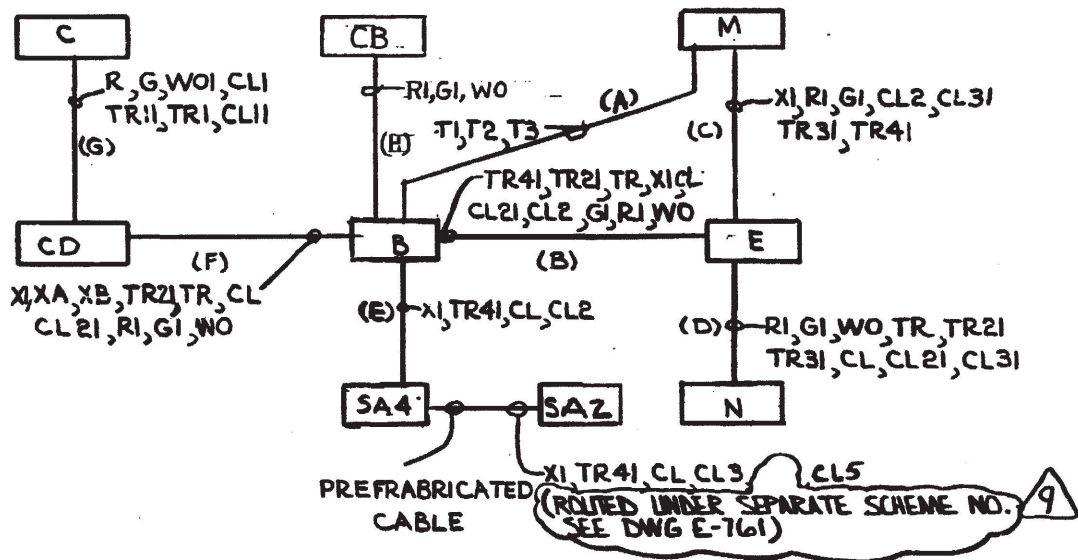 C
CB
M
R,G,WO1,CL1
TR11,TR1,CL11
(G)
R1,G1,WO
(H)
(A)
T1,T2,T3
X1,R1,G1,CL2,CL31
TR31,TR41
(C)
TR41,TR21,TR,X1,CL
CL21,CL2,G1,R1,WO
CD
B
E
(F)
(B)
X1,XA,XB,TR21,TR,CL
CL21,R1,G1,WO
(E)
X1,TR41,CL,CL2
(D)
R1,G1,WO,TR,TR21
TR31,CL,CL21,CL31
SA4
SA2
N
PREFRABRICATED
CABLE
X1,TR41,CL,CL3,CL5
(ROUTED UNDER SEPARATE SCHEME NO.
SEE DWG E-761)
9